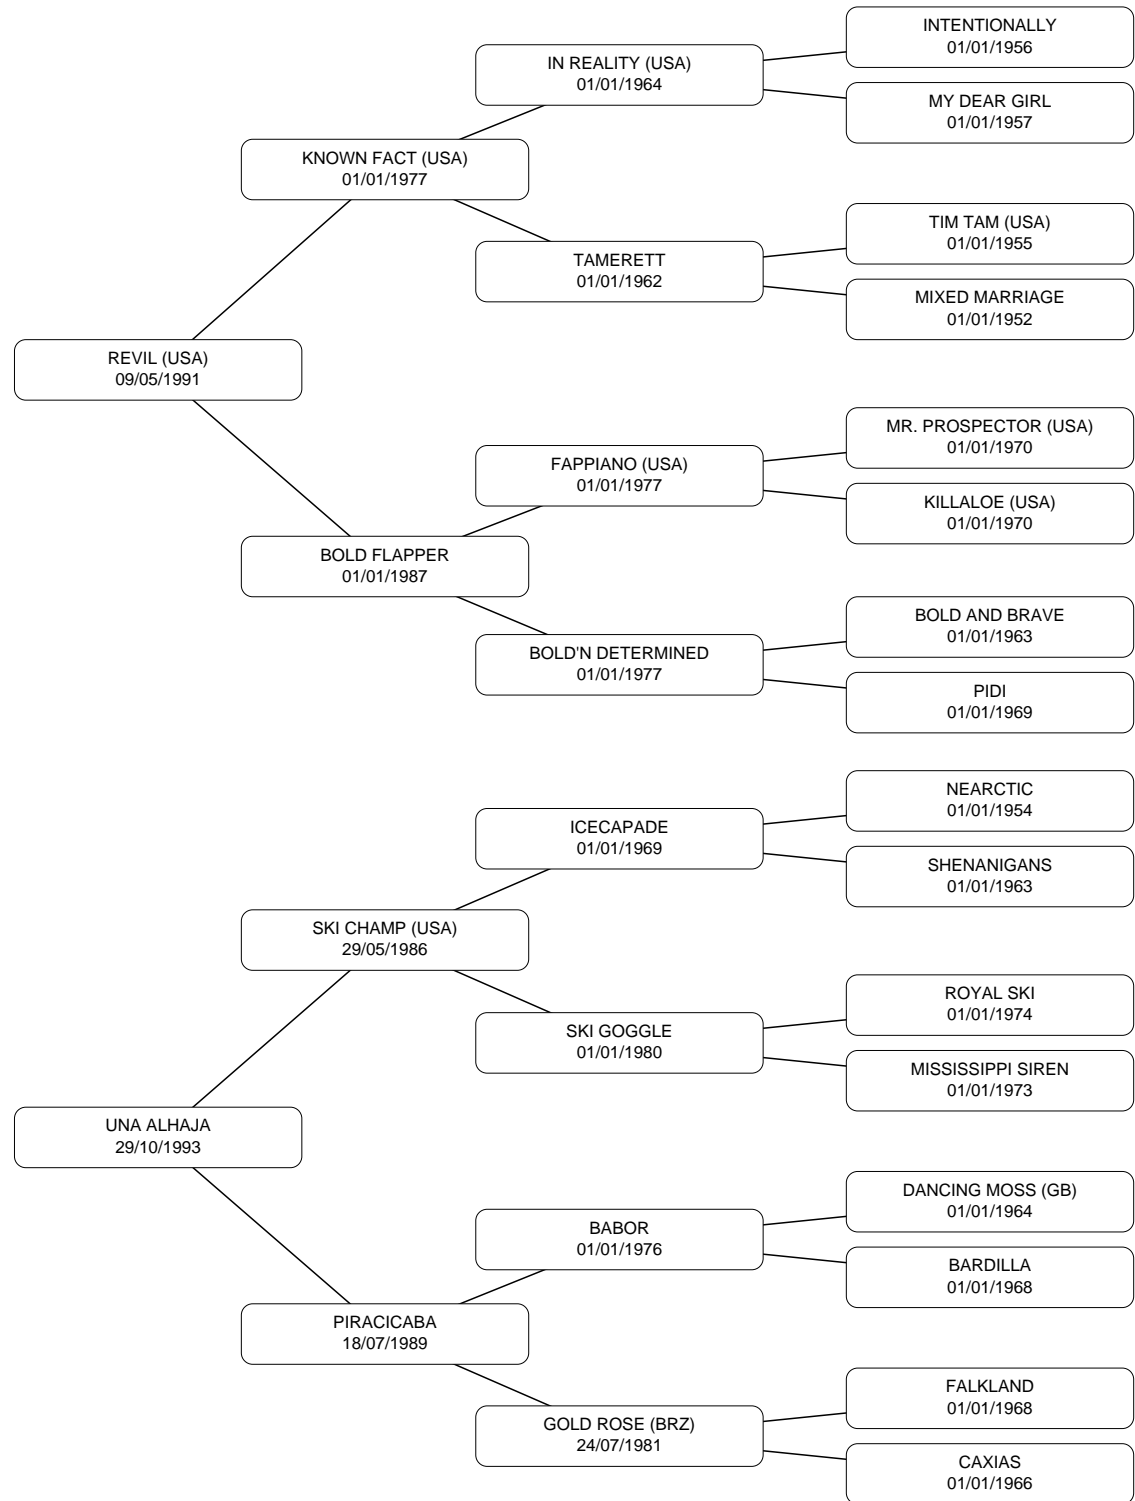 INTENTIONALLY
01/01/1956
IN REALITY (USA)
01/01/1964
MY DEAR GIRL
01/01/1957
KNOWN FACT (USA)
01/01/1977
TIM TAM (USA)
01/01/1955
TAMERETT
01/01/1962
MIXED MARRIAGE
01/01/1952
REVIL (USA)
09/05/1991
MR. PROSPECTOR (USA)
01/01/1970
FAPPIANO (USA)
01/01/1977
KILLALOE (USA)
01/01/1970
BOLD FLAPPER
01/01/1987
BOLD AND BRAVE
01/01/1963
BOLD'N DETERMINED
01/01/1977
PIDI
01/01/1969
NEARCTIC
01/01/1954
ICECAPADE
01/01/1969
SHENANIGANS
01/01/1963
SKI CHAMP (USA)
29/05/1986
ROYAL SKI
01/01/1974
SKI GOGGLE
01/01/1980
MISSISSIPPI SIREN
01/01/1973
UNA ALHAJA
29/10/1993
DANCING MOSS (GB)
01/01/1964
BABOR
01/01/1976
BARDILLA
01/01/1968
PIRACICABA
18/07/1989
FALKLAND
01/01/1968
GOLD ROSE (BRZ)
24/07/1981
CAXIAS
01/01/1966